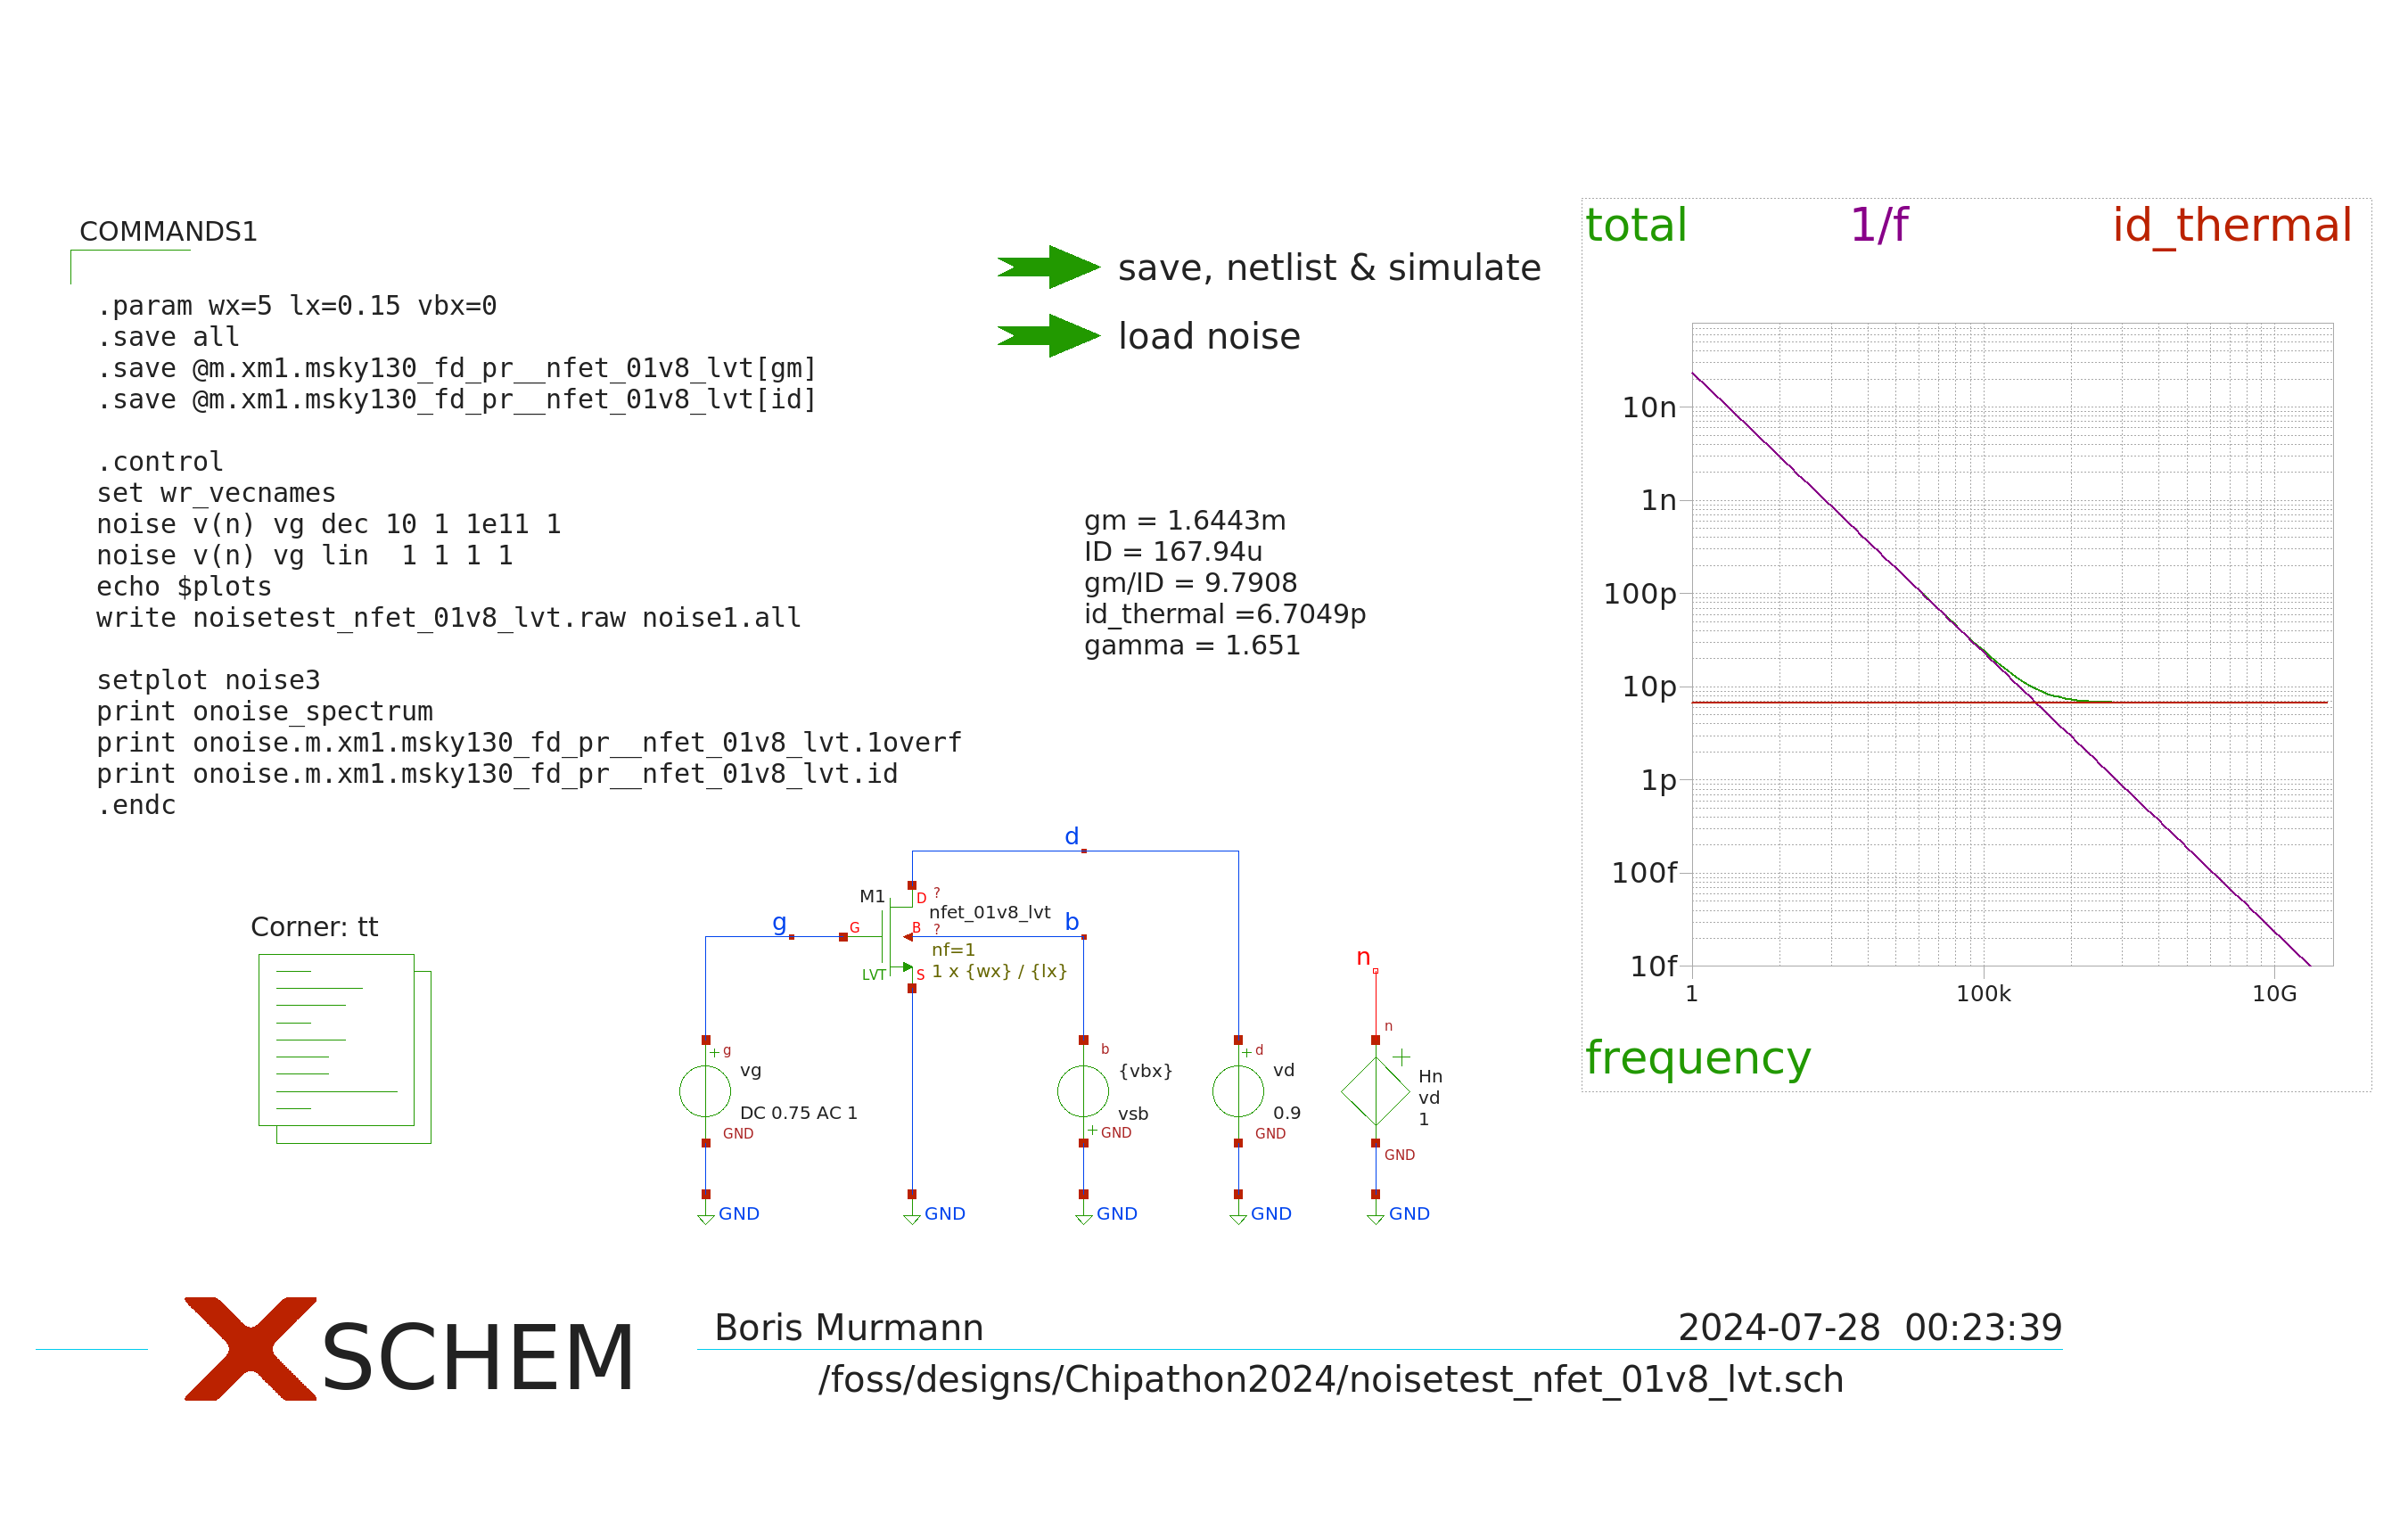 COMMANDS1
.param wx=5 lx=0.15 vbx=0
.save all
.save @m.xm1.msky130_fd_pr__nfet_01v8_lvt[gm]
.save @m.xm1.msky130_fd_pr__nfet_01v8_lvt[id]
.control
set wr_vecnames
noise v(n) vg dec 10 1 1e11 1
noise v(n) vg lin  1 1 1 1
echo $plots
write noisetest_nfet_01v8_lvt.raw noise1.all
setplot noise3
print onoise_spectrum
print onoise.m.xm1.msky130_fd_pr__nfet_01v8_lvt.1overf
print onoise.m.xm1.msky130_fd_pr__nfet_01v8_lvt.id
.endc
save, netlist & simulate
load noise
gm = 1.6443m
ID = 167.94u
gm/ID = 9.7908
id_thermal =6.7049p
gamma = 1.651
total 1/f id_thermal
10n
1n
100p
10p
1p
100f
10f
1 100k 10G
frequency
Corner: tt
d
M1
D ?
nfet_01v8_lvt
g
G
B ?
b
nf=1
LVT
S
1 x {wx} / {lx}
n
g
vg
DC 0.75 AC 1
GND
GND
GND
b
{vbx}
vsb
GND
GND
d
vd
0.9
GND
GND
n
Hn
vd
1
GND
GND
XSCHEM
Boris Murmann
2024-07-28  00:23:39
/foss/designs/Chipathon2024/noisetest_nfet_01v8_lvt.sch